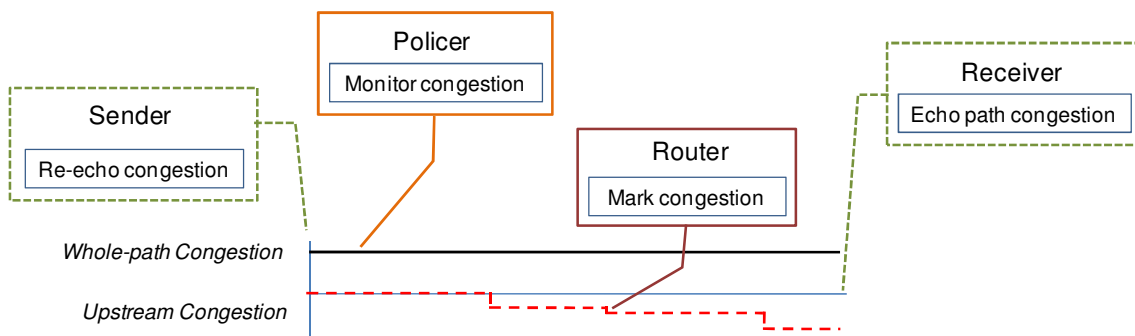 Policer
Monitor congestion
Receiver
Echo path congestion
Sender
Re-echo congestion
Router
Mark congestion
Whole-path Congestion
Upstream Congestion